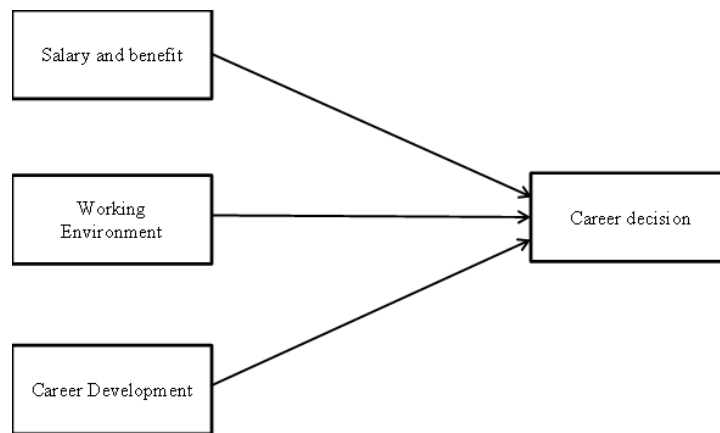 Salary and benefit
Working
Environment
Career decision
Career Development